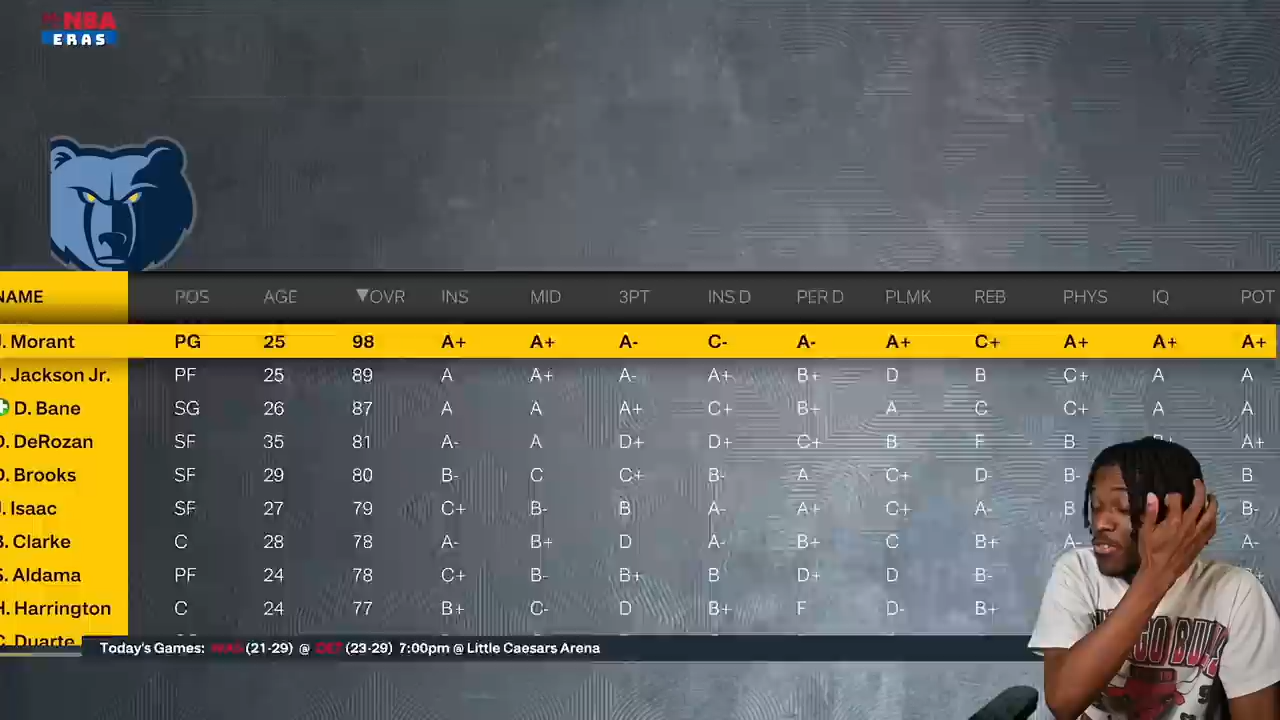 NBA
ERAS
NAME POS AGE ▼OVR INS MID 3PT INS D PER D PLMK REB PHYS IQ POT
J. Morant PG 25 98 A+ A+ A- C- A- A+ C+ A+ A+ A+
J. Jackson Jr. PF 25 89 A A+ A- A+ B+ D B C+ A A
D. Bane SG 26 87 A A A+ C+ B+ A C C+ A A
D. DeRozan SF 35 81 A- A D+ D+ C+ B F B B+ A+
D. Brooks SF 29 80 B- C C+ B- A C+ D- B- B
J. Isaac SF 27 79 C+ B- B A- A+ C+ A- B B-
B. Clarke C 28 78 A- B+ D A- B+ C B+ A- A-
S. Aldama PF 24 78 C+ B- B+ B D+ D B-
H. Harrington C 24 77 B+ C- D B+ F D- B+
C. Duarte
Today's Games: WAS (21-29) @ DET (23-29) 7:00pm @ Little Caesars Arena